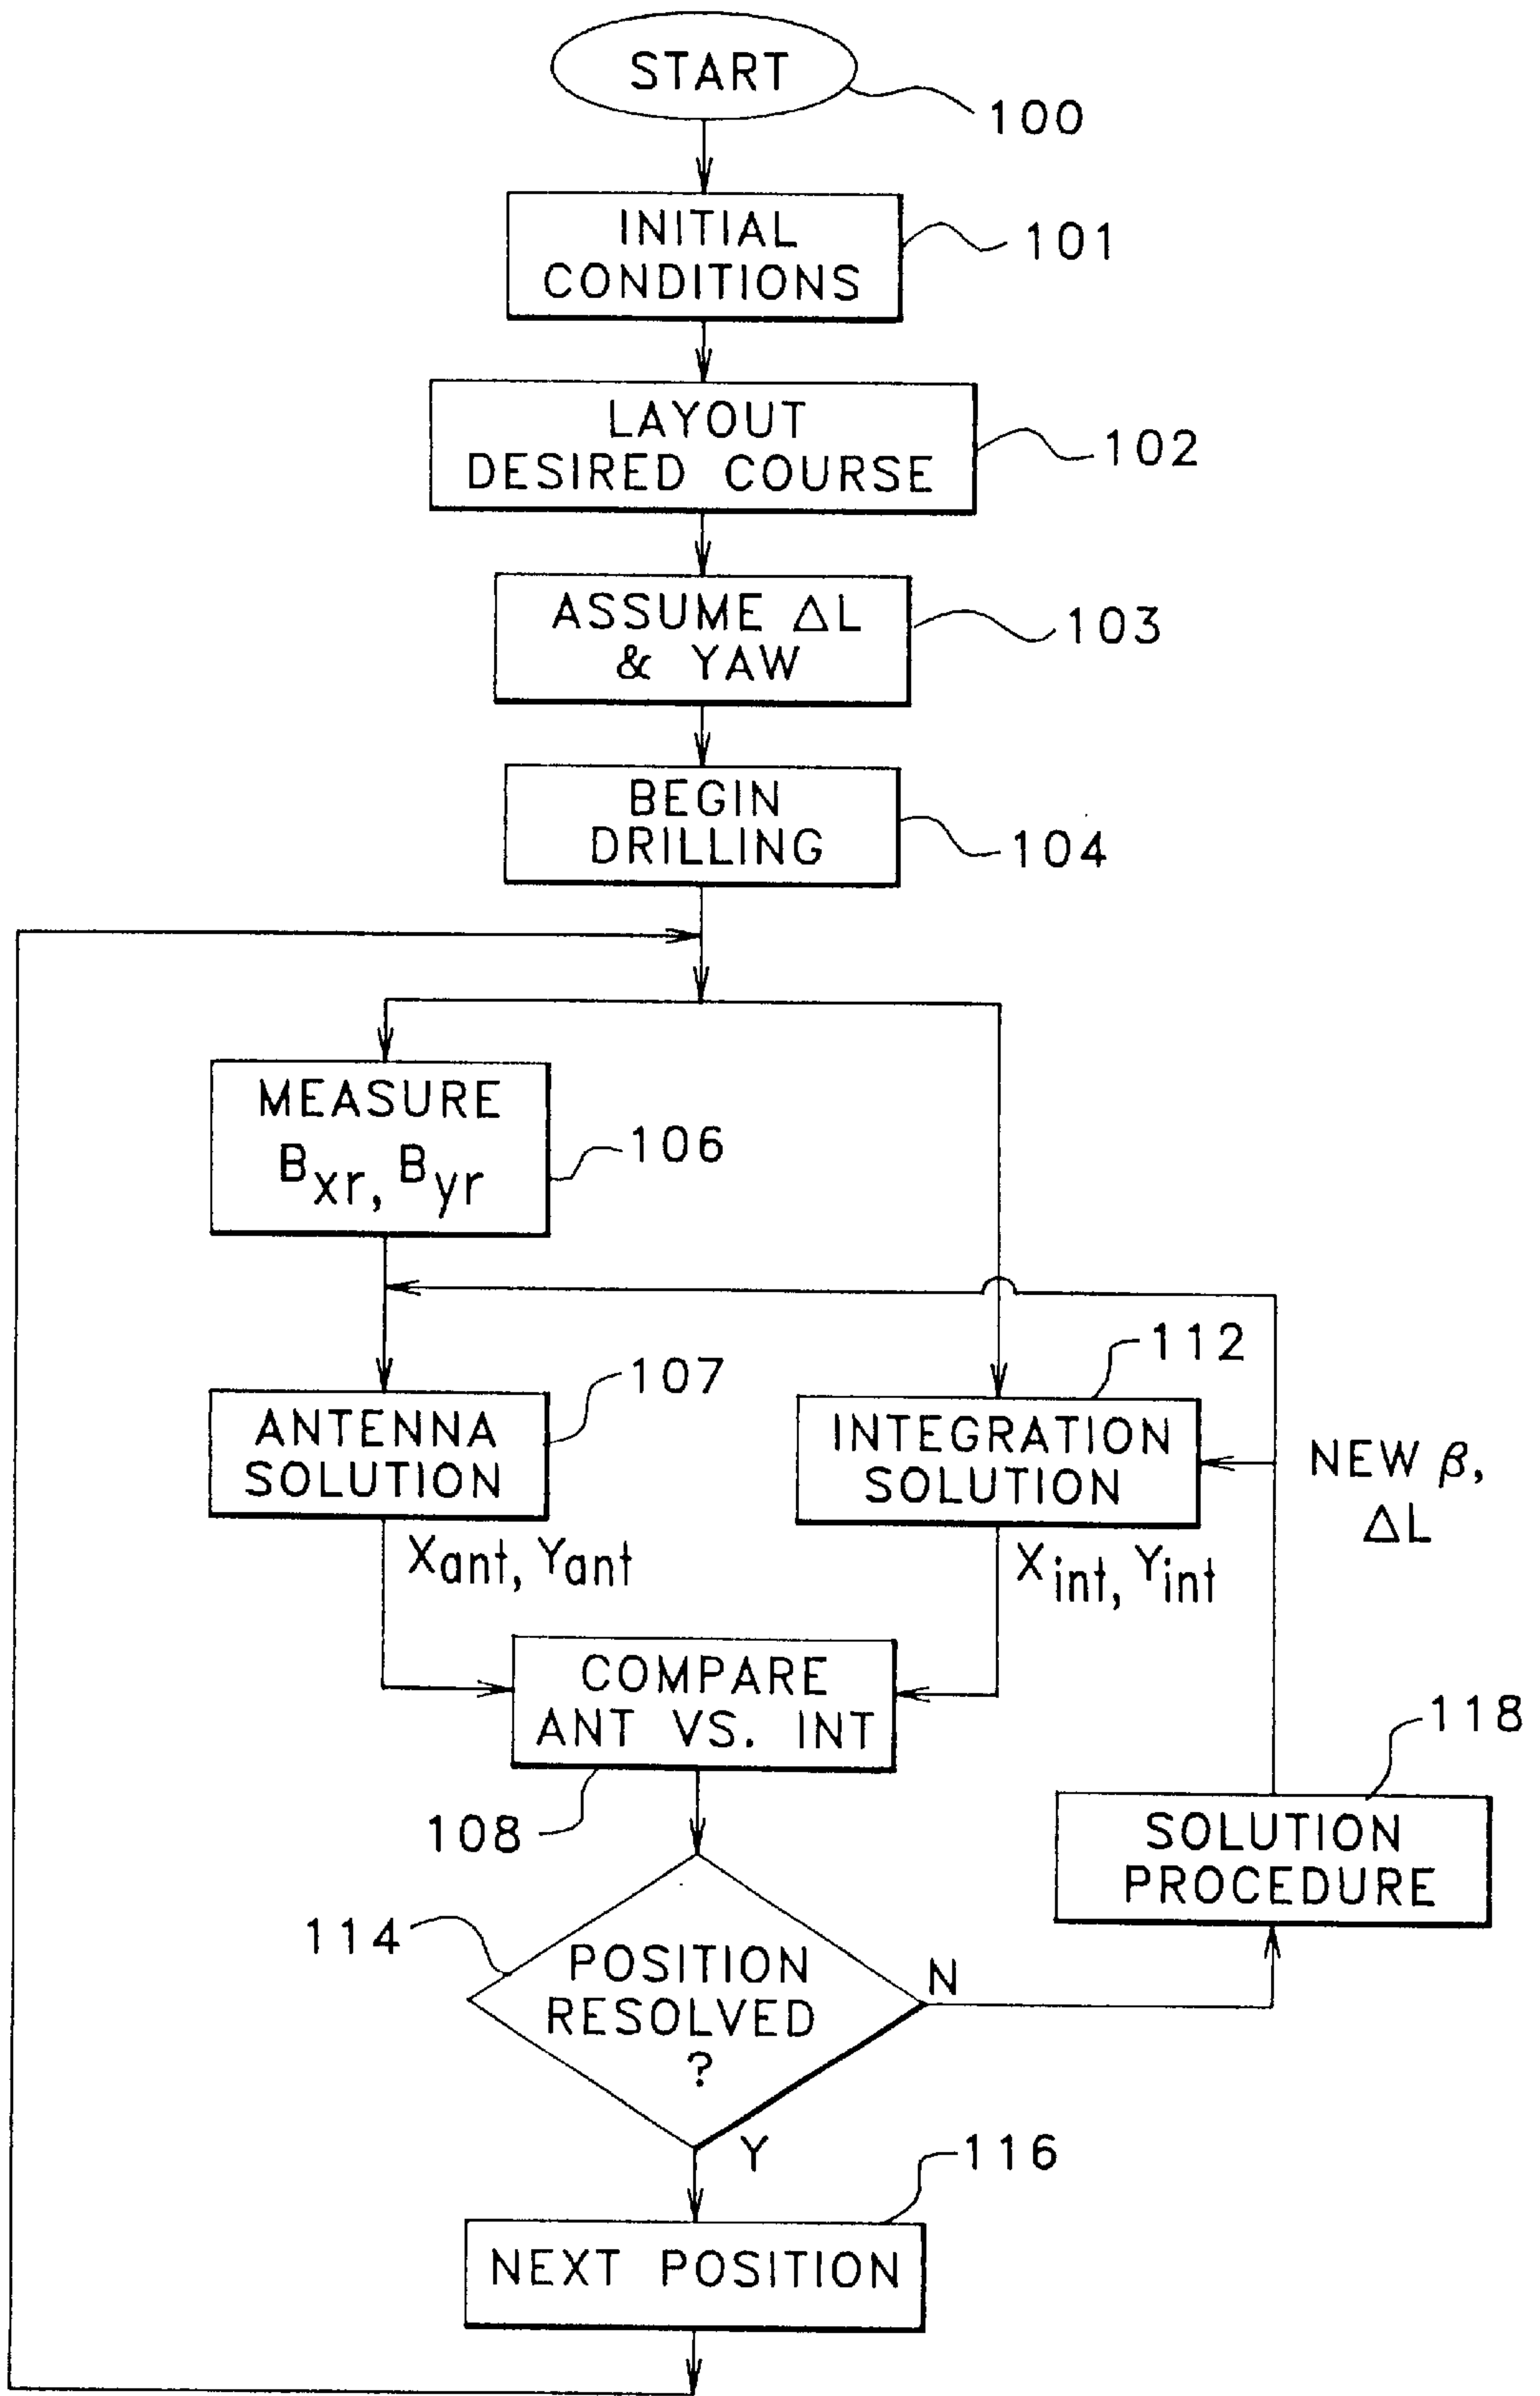 START
100
INITIAL
CONDITIONS
101
LAYOUT
DESIRED COURSE
102
ASSUME ΔL
& YAW
103
BEGIN
DRILLING
104
MEASURE
Bxr, Byr
106
ANTENNA
SOLUTION
107
INTEGRATION
SOLUTION
112
NEW β,
ΔL
Xant, Yant
Xint, Yint
COMPARE
ANT VS. INT
108
SOLUTION
PROCEDURE
118
POSITION
RESOLVED
?
114
N
Y
NEXT POSITION
116